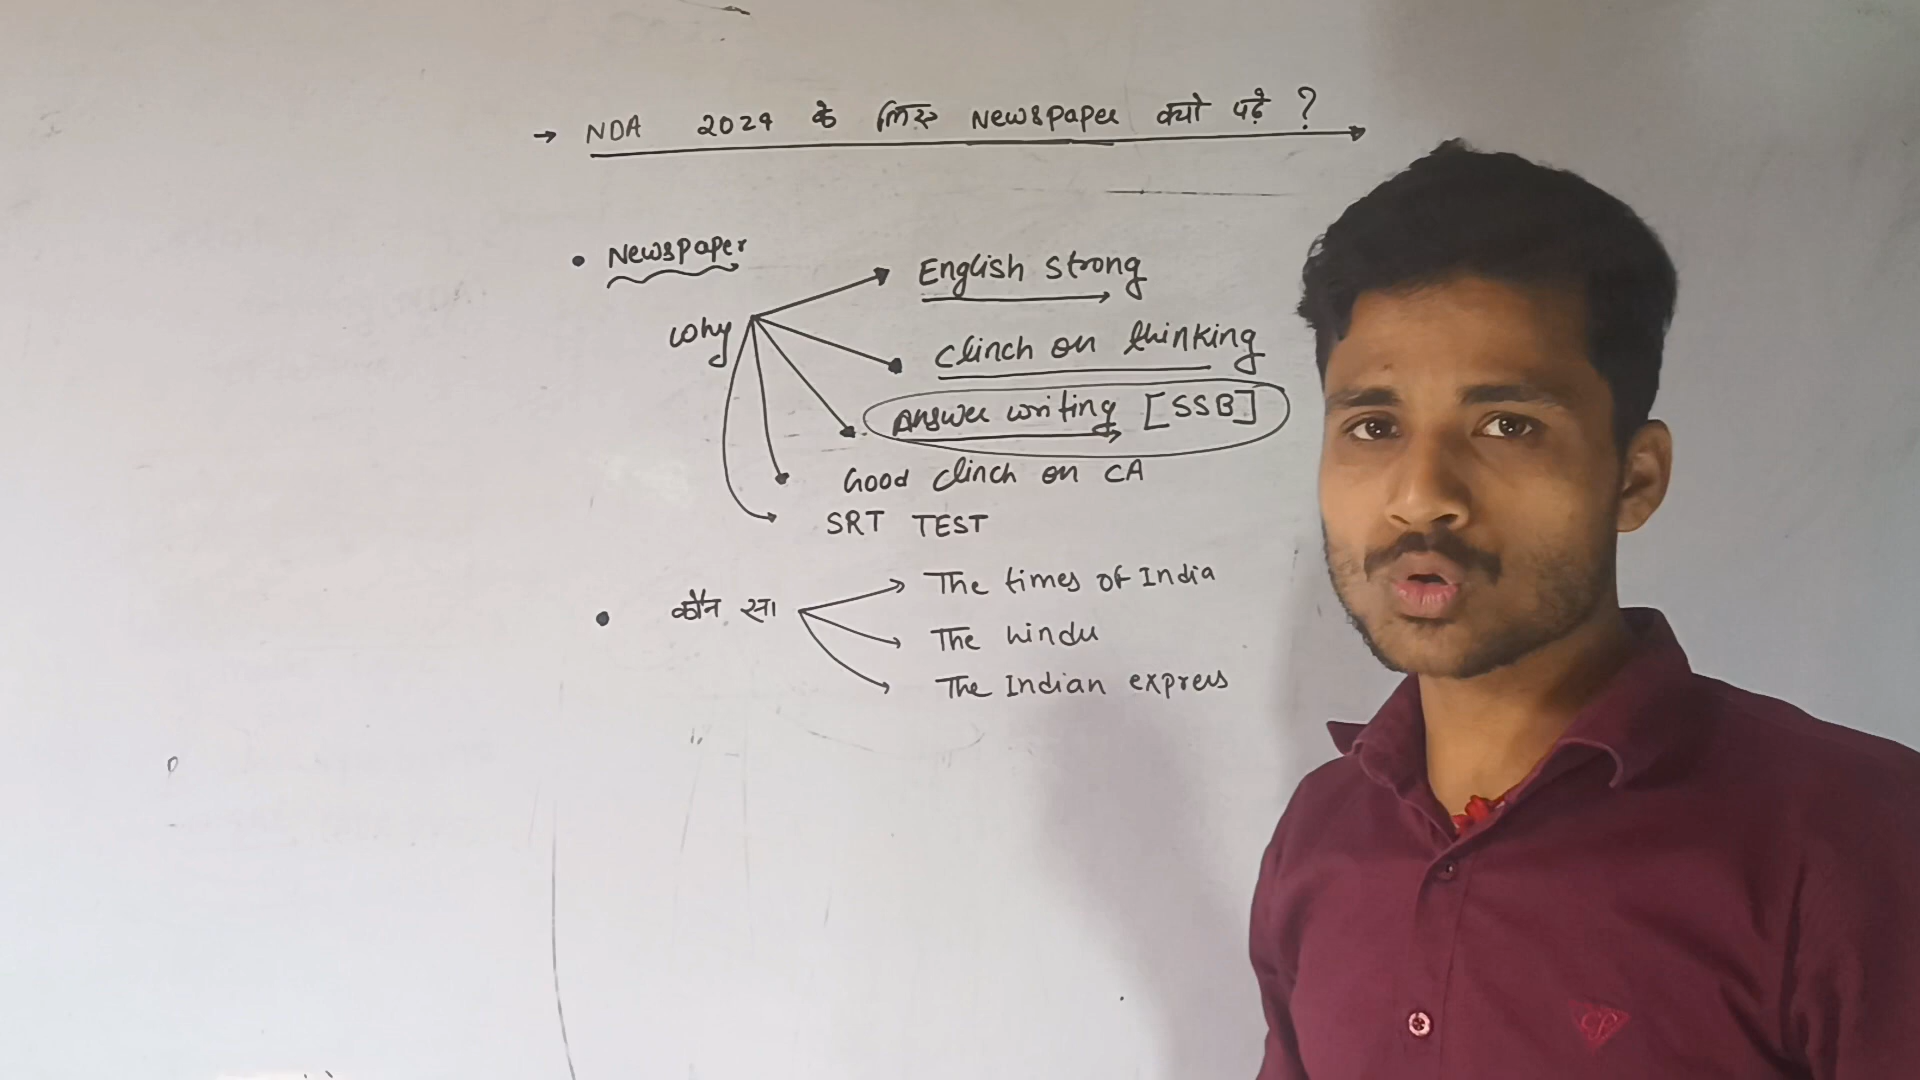 → NDA 2024 के लिए Newspaper क्यो पढ़े ?
• Newspaper
why
English strong
Clinch on thinking
Answer writing [SSB]
Good clinch on CA
SRT TEST
• कौन सा
The times of India
The hindu
The Indian express